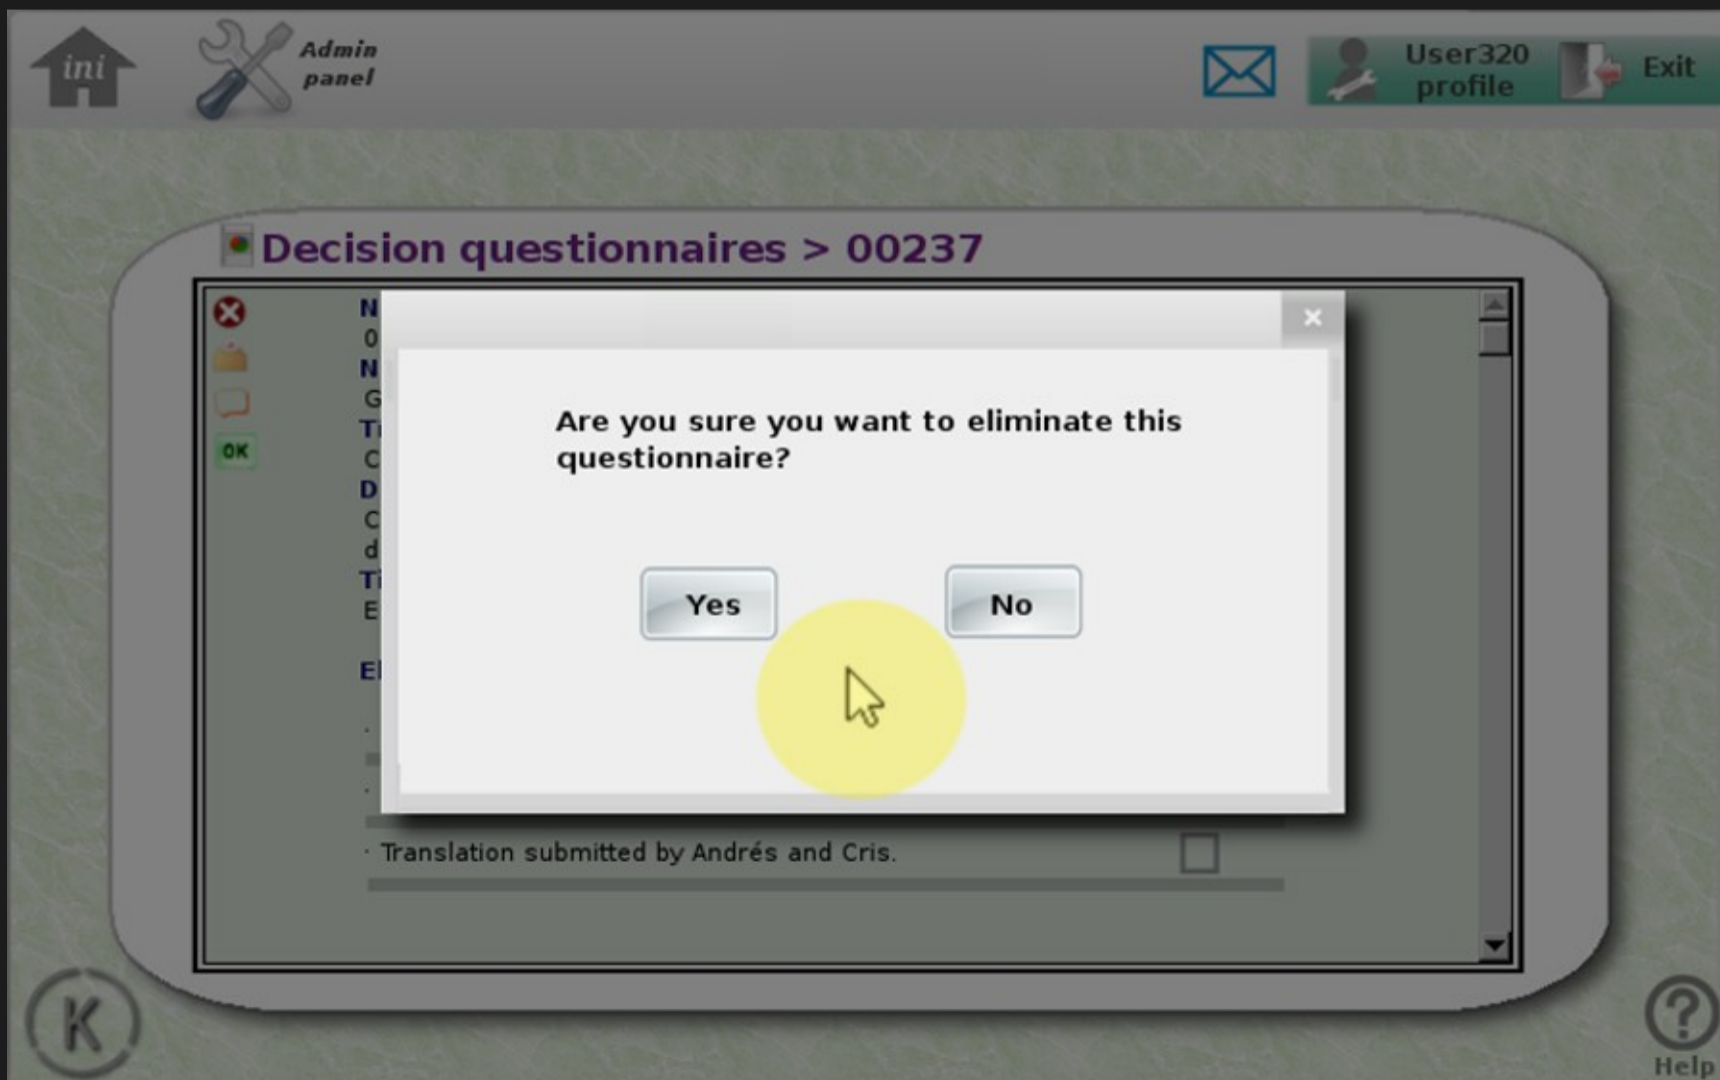 ini
Admin
panel
User320
profile
Exit
Decision questionnaires > 00237
OK
Are you sure you want to eliminate this
questionnaire?
Yes
No
· Translation submitted by Andrés and Cris.
K
?
Help